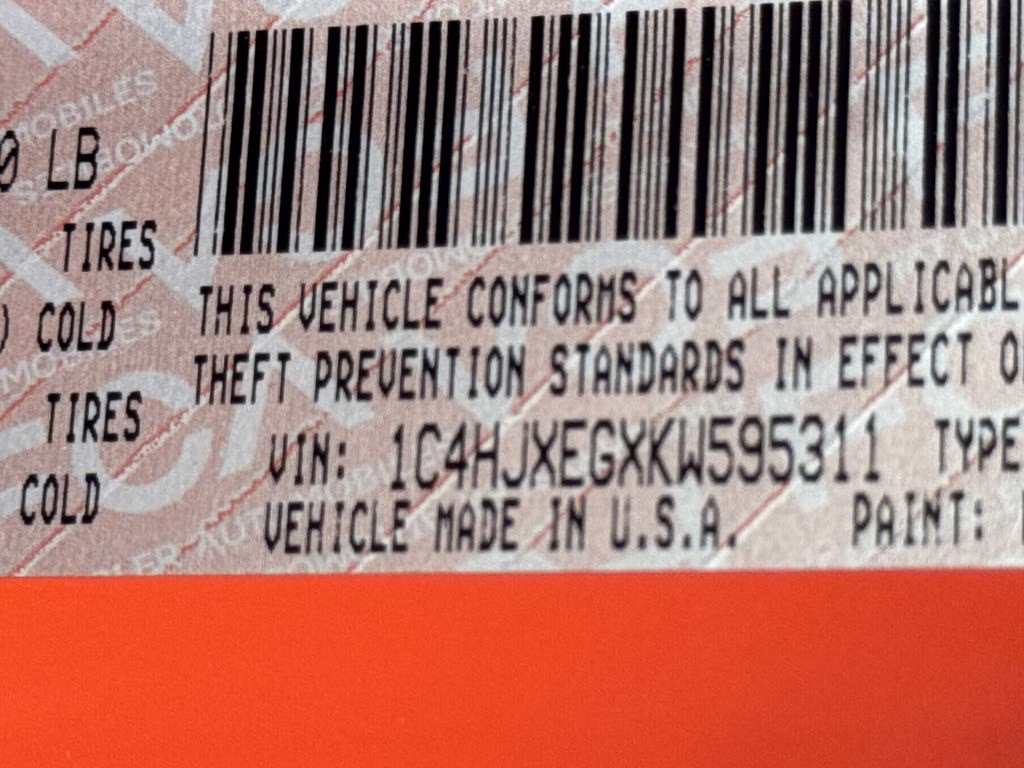 0 LB
TIRES
) COLD
TIRES
COLD
THIS VEHICLE CONFORMS TO ALL APPLICABL
THEFT PREVENTION STANDARDS IN EFFECT O
VIN: 1C4HJXEGXKW595311 TYPE
VEHICLE MADE IN U.S.A. PAINT: